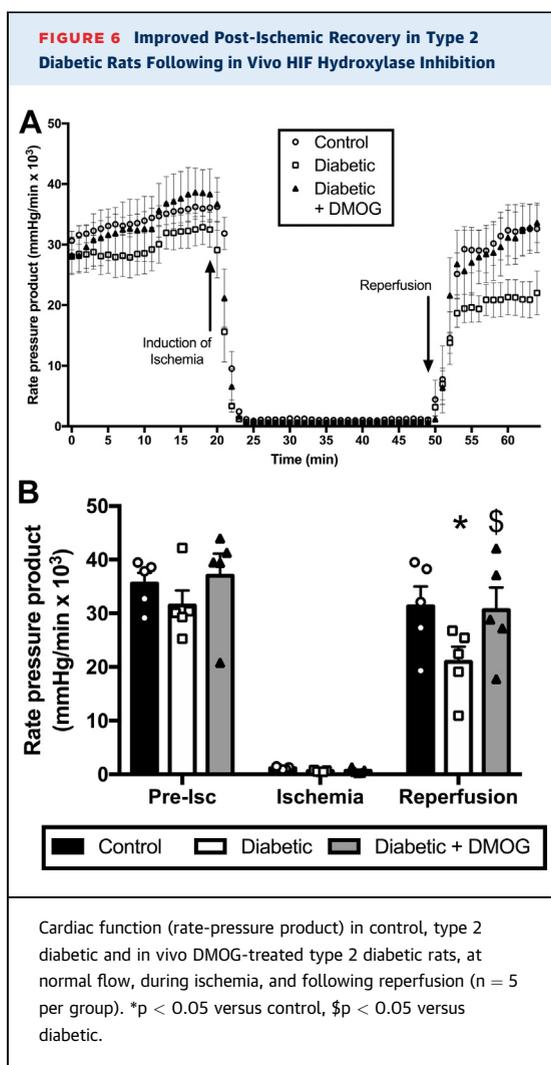 FIGURE 6 Improved Post-Ischemic Recovery in Type 2
Diabetic Rats Following in Vivo HIF Hydroxylase Inhibition
A
Rate pressure product (mmHg/min x 10³)
50
40
30
20
10
0
Control
Diabetic
Diabetic
+ DMOG
Induction of
Ischemia
Reperfusion
0 5 10 15 20 25 30 35 40 45 50 55 60
Time (min)
B
Rate pressure product
(mmHg/min x 10³)
50
40
30
20
10
0
* $
Pre-Isc Ischemia Reperfusion
Control Diabetic Diabetic + DMOG
Cardiac function (rate-pressure product) in control, type 2
diabetic and in vivo DMOG-treated type 2 diabetic rats, at
normal flow, during ischemia, and following reperfusion (n = 5
per group). *p < 0.05 versus control, $p < 0.05 versus
diabetic.